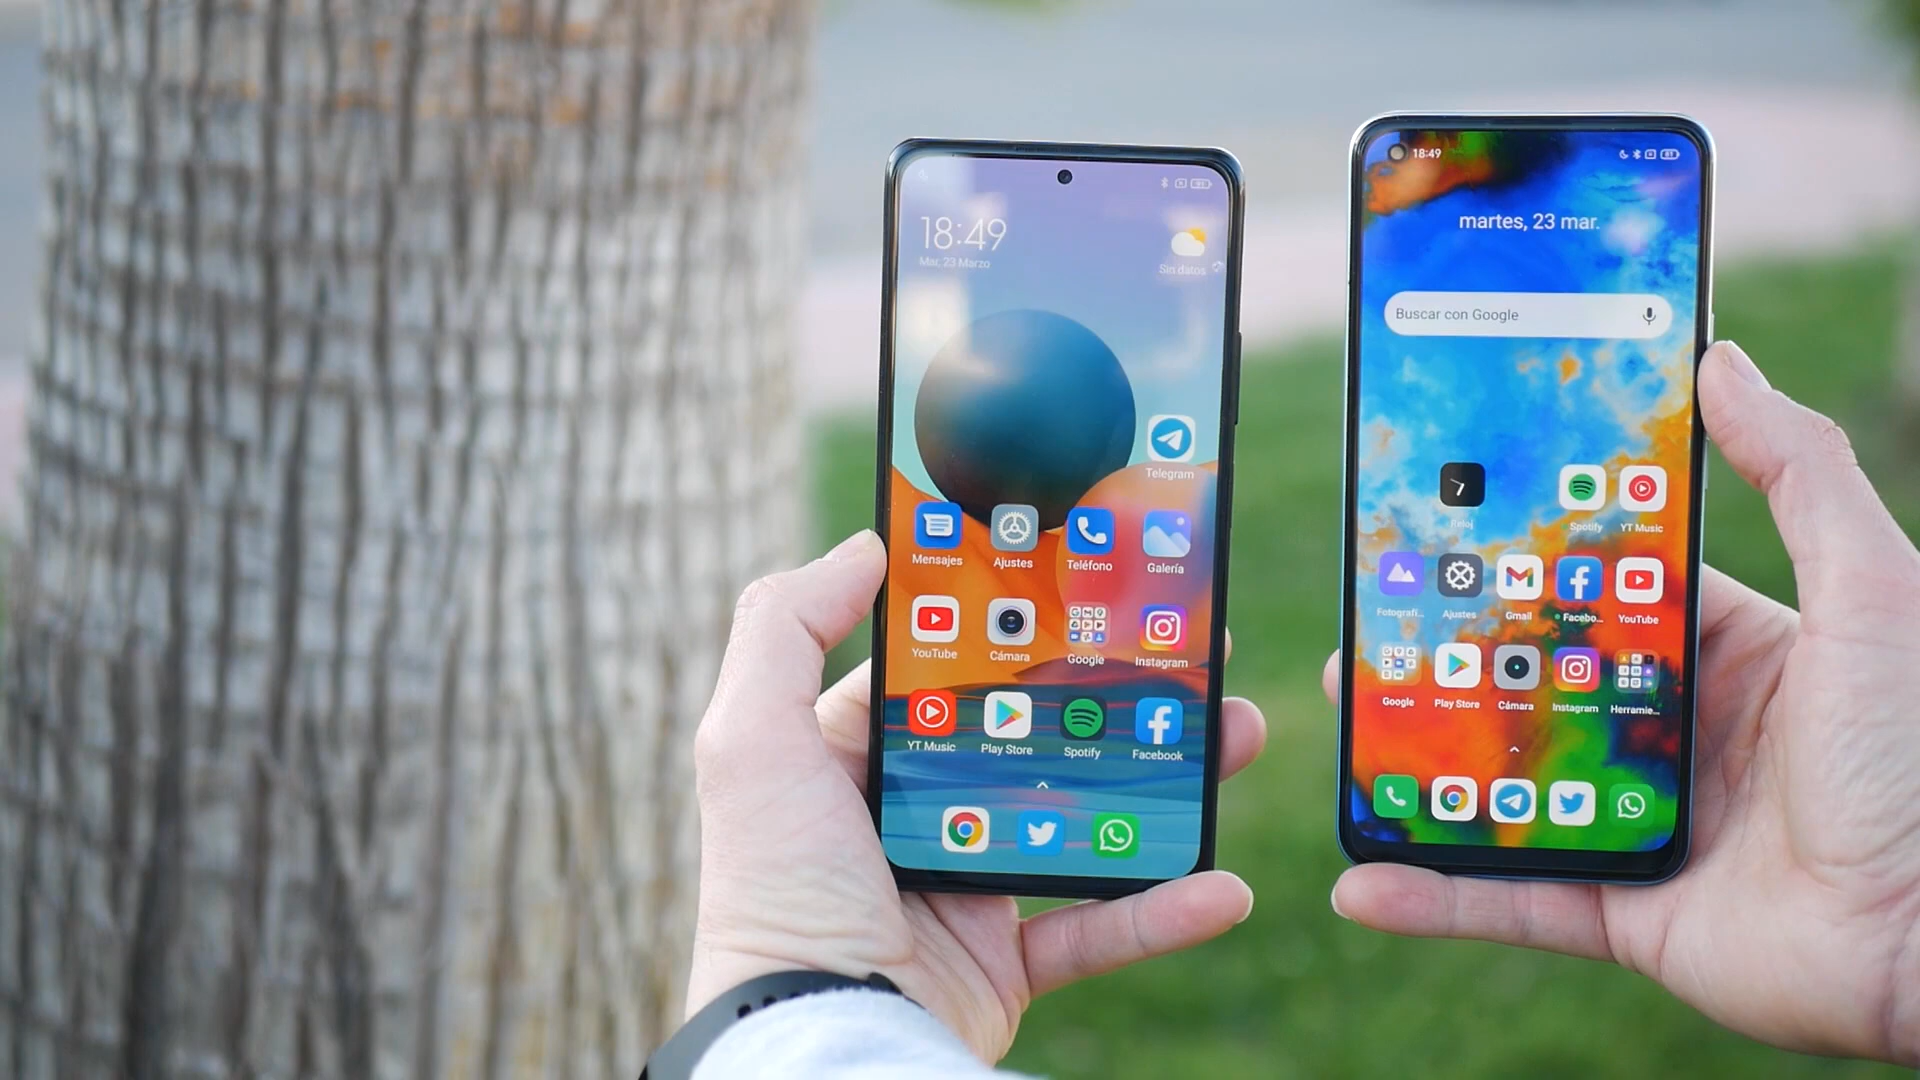 18:49
Mar, 23 Marzo
Sin datos
Telegram
Mensajes
Ajustes
Teléfono
Galería
YouTube
Cámara
Google
Instagram
YT Music
Play Store
Spotify
Facebook
18:49
martes, 23 mar.
Buscar con Google
Reloj
Spotify
YT Music
Fotografí...
Ajustes
Gmail
Facebo...
YouTube
Google
Play Store
Cámara
Instagram
Herramie...